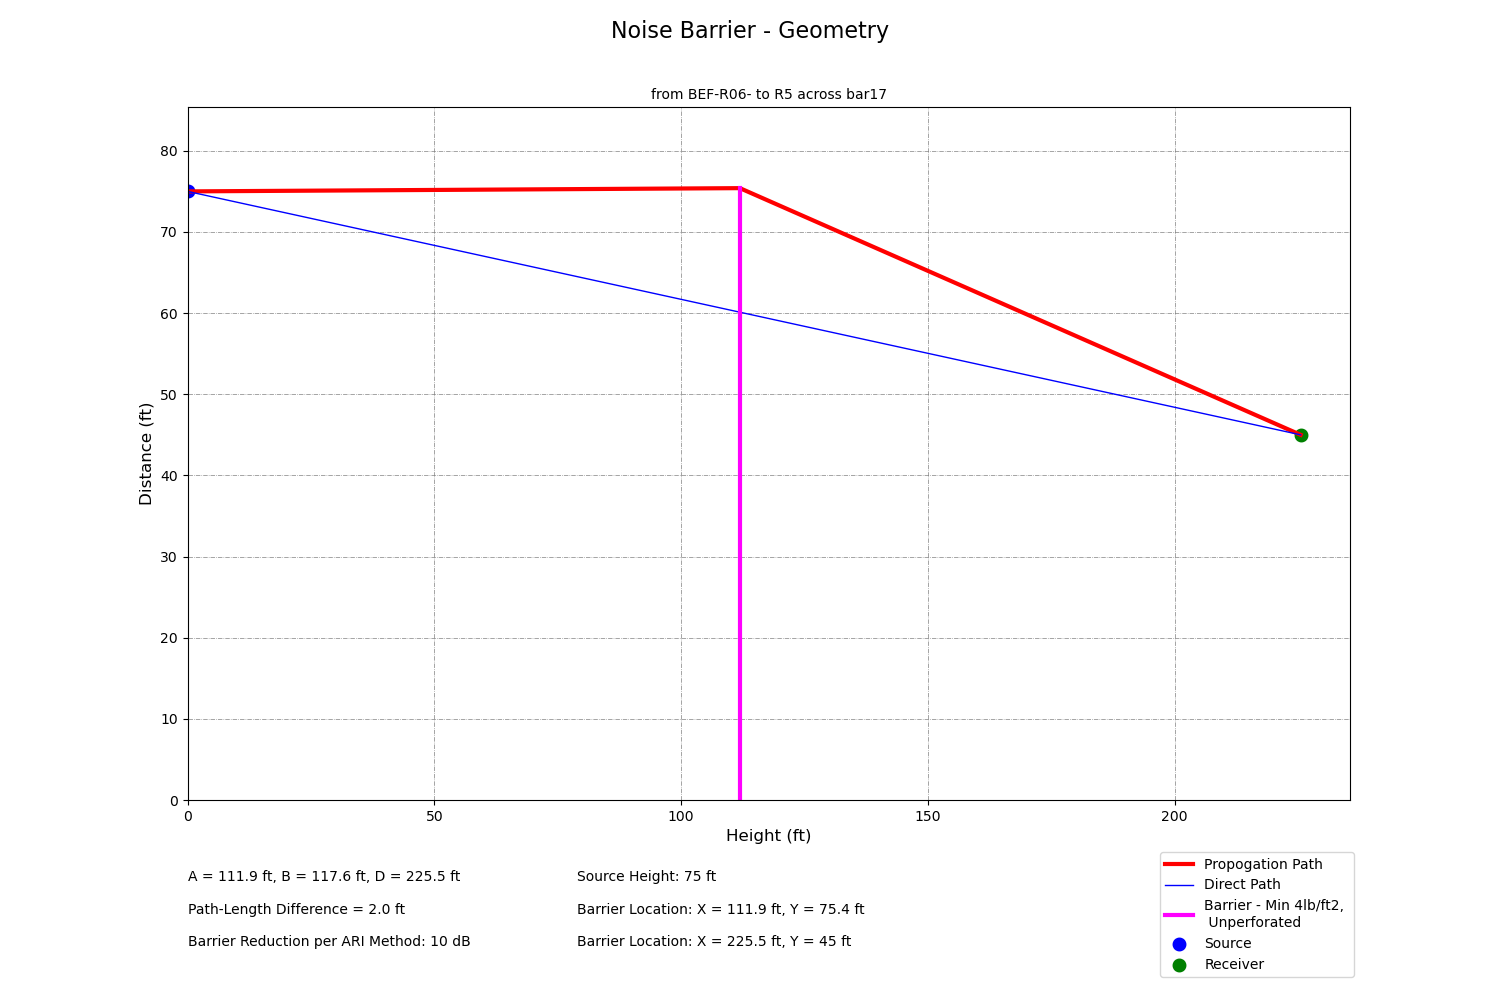 Noise Barrier - Geometry
from BEF-R06- to R5 across bar17
80
70
60
50
40
30
20
10
0
Distance (ft)
0 50 100 150 200
Height (ft)
A = 111.9 ft, B = 117.6 ft, D = 225.5 ft
Path-Length Difference = 2.0 ft
Barrier Reduction per ARI Method: 10 dB
Source Height: 75 ft
Barrier Location: X = 111.9 ft, Y = 75.4 ft
Barrier Location: X = 225.5 ft, Y = 45 ft
Propogation Path
Direct Path
Barrier - Min 4lb/ft2,
Unperforated
Source
Receiver